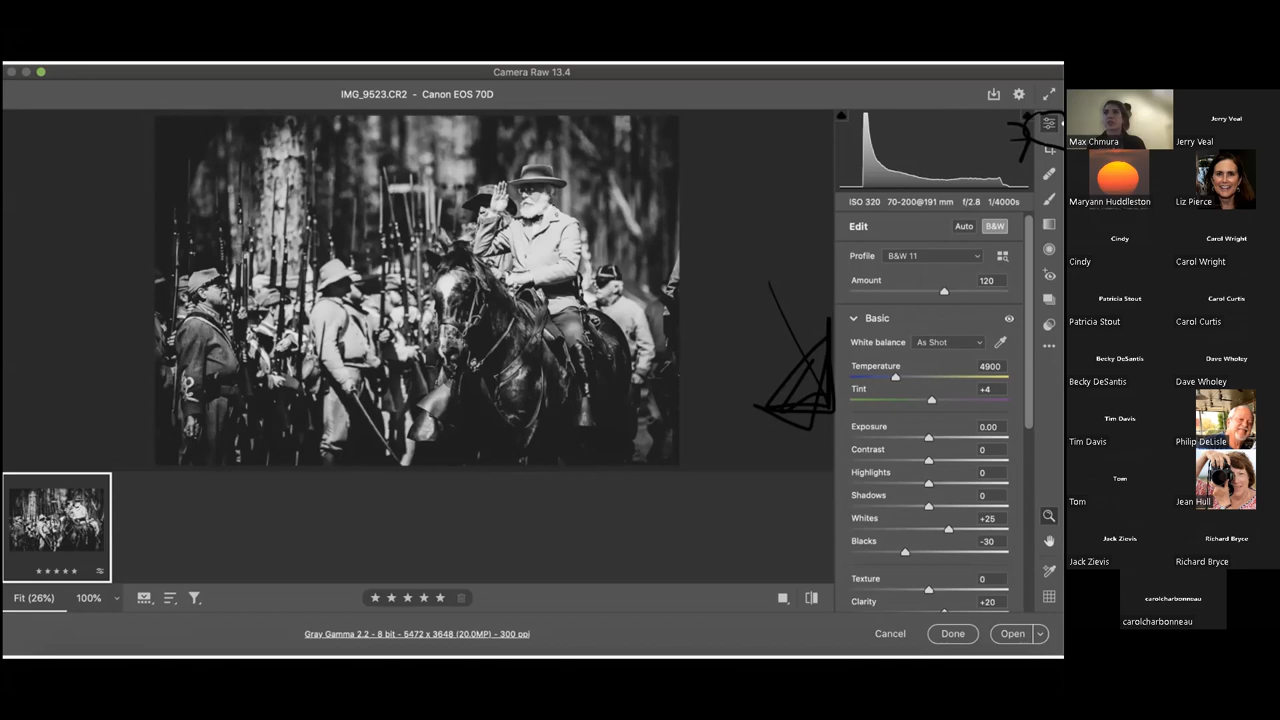 Camera Raw 13.4
IMG_9523.CR2 - Canon EOS 70D
ISO 320 70-200@191 mm f/2.8 1/4000s
Edit Auto B&W
Profile B&W 11
Amount 120
Basic
White balance As Shot
Temperature 4900
Tint +4
Exposure 0.00
Contrast 0
Highlights 0
Shadows 0
Whites +25
Blacks -30
Texture 0
Clarity +20
Fit (26%) 100%
Gray Gamma 2.2 - 8 bit - 5472 x 3648 (20.0MP) - 300 ppi
Cancel Done Open
Jerry Veal
Max Chmura Jerry Veal
Maryann Huddleston Liz Pierce
Cindy Carol Wright
Cindy Carol Wright
Patricia Stout Carol Curtis
Patricia Stout Carol Curtis
Becky DeSantis Dave Wholey
Becky DeSantis Dave Wholey
Tim Davis
Tim Davis Philip DeLisle
Tom
Tom Jean Hull
Jack Zievis Richard Bryce
Jack Zievis Richard Bryce
carolcharbonneau
carolcharbonneau